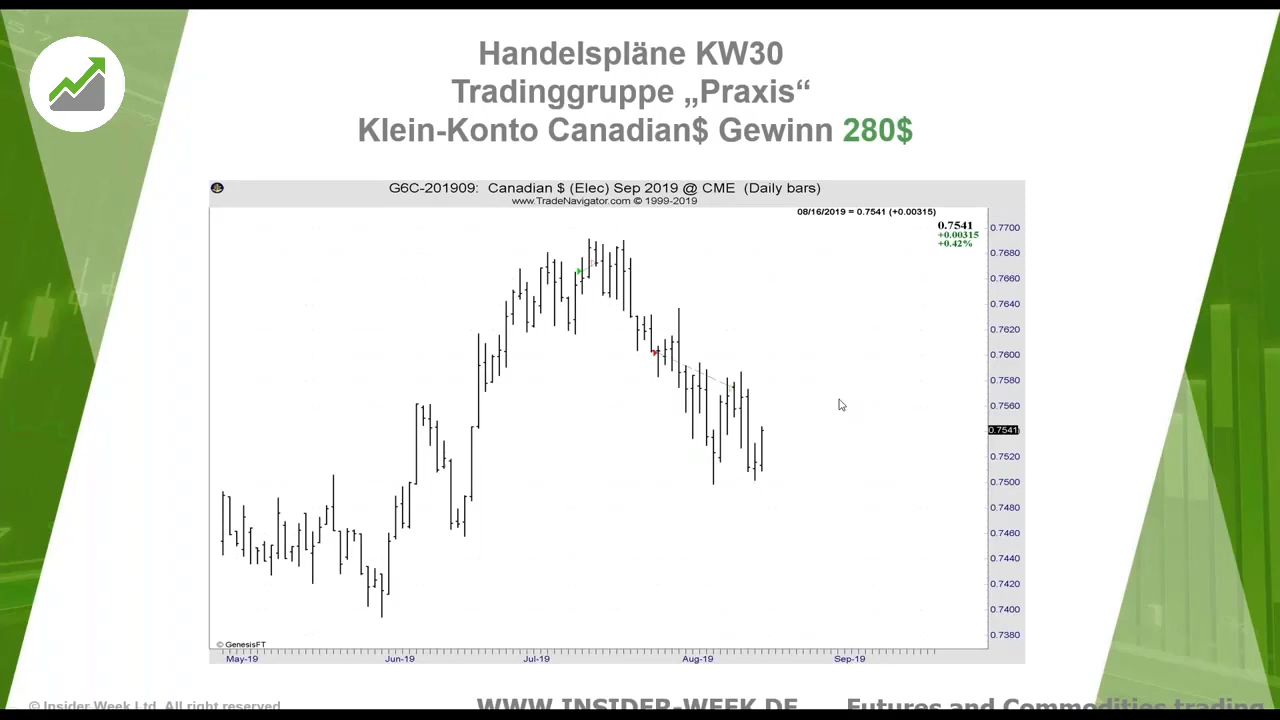 Handelspläne KW30
Tradinggruppe „Praxis“
Klein-Konto Canadian$ Gewinn 280$
G6C-201909: Canadian $ (Elec) Sep 2019 @ CME (Daily bars)
www.TradeNavigator.com © 1999-2019
08/16/2019 = 0.7541 (+0.00315)
0.7541
+0.00315
+0.42%
0.7700
0.7680
0.7660
0.7640
0.7620
0.7600
0.7580
0.7560
0.7541
0.7520
0.7500
0.7480
0.7460
0.7440
0.7420
0.7400
0.7380
© GenesisFT
May-19 Jun-19 Jul-19 Aug-19 Sep-19
© Insider Week Ltd. All right reserved WWW.INSIDER-WEEK.DE Futures and Commodities trading